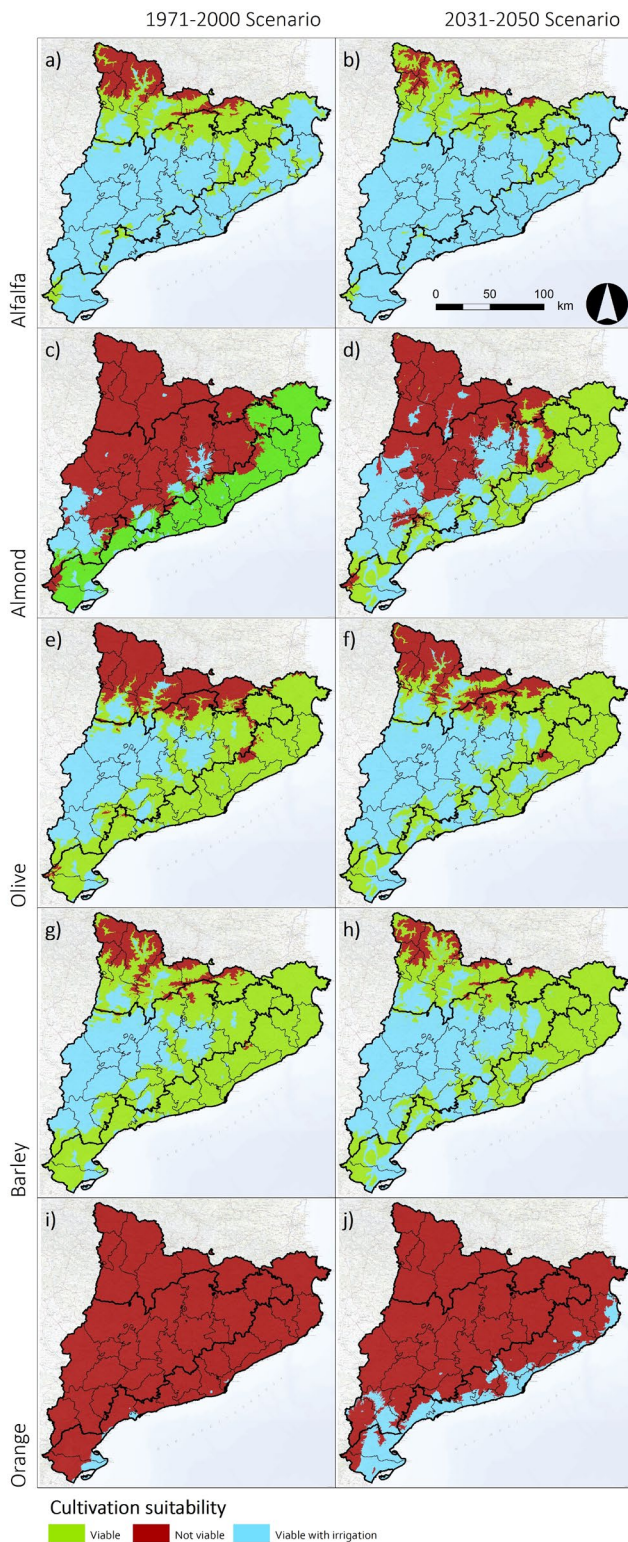 1971-2000 Scenario
2031-2050 Scenario
a)
b)
0 50 100
km
Alfalfa
c)
d)
Almond
e)
f)
Olive
g)
h)
Barley
i)
j)
Orange
Cultivation suitability
Viable
Not viable
Viable with irrigation